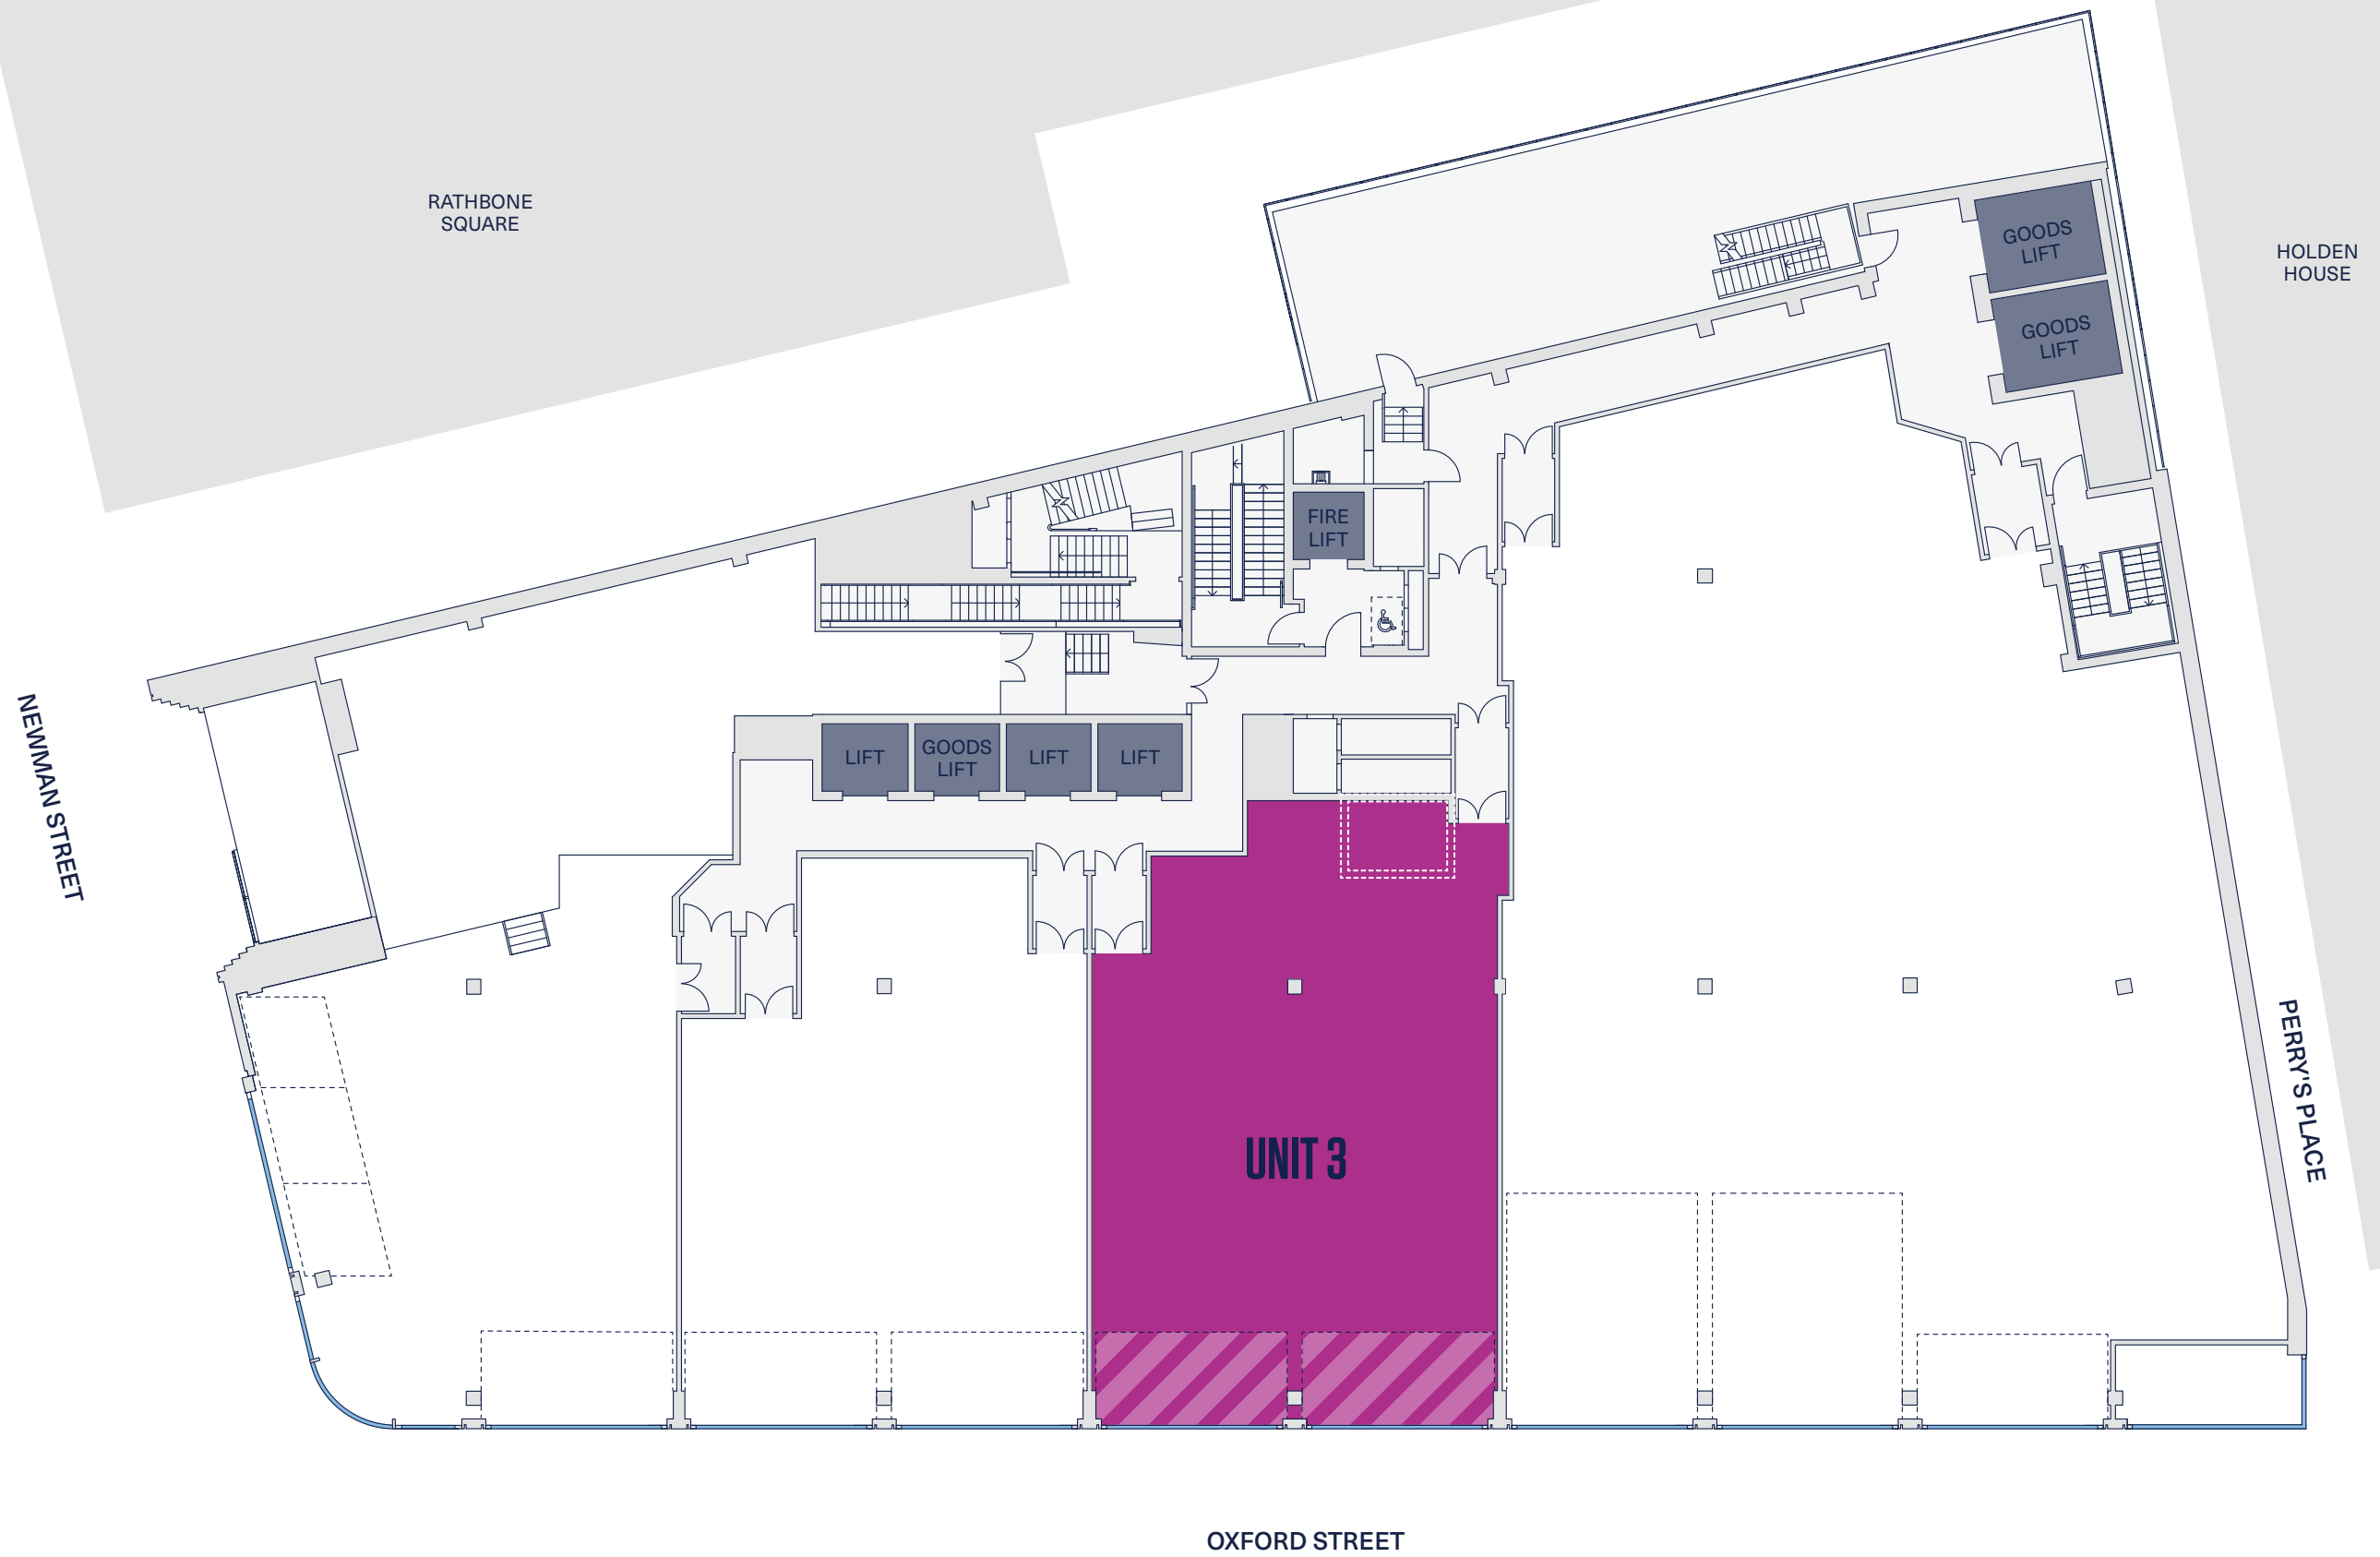 RATHBONE
SQUARE
GOODS
LIFT
HOLDEN
HOUSE
GOODS
LIFT
FIRE
LIFT
NEWMAN STREET
LIFT
GOODS
LIFT
LIFT
LIFT
PERRY'S PLACE
UNIT 3
OXFORD STREET